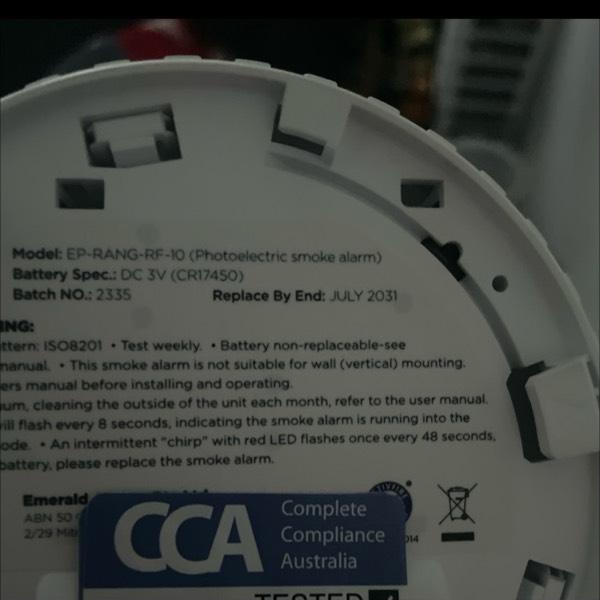 Model: EP-RANG-RF-10 (Photoelectric smoke alarm)
Battery Spec.: DC 3V (CR17450)
Batch NO.: 2335 Replace By End: JULY 2031
ING:
ttern: ISO8201 • Test weekly. • Battery non-replaceable-see
manual. • This smoke alarm is not suitable for wall (vertical) mounting.
ers manual before installing and operating.
um, cleaning the outside of the unit each month, refer to the user manual.
ill flash every 8 seconds, indicating the smoke alarm is running into the
ode. • An intermittent "chirp" with red LED flashes once every 48 seconds,
battery, please replace the smoke alarm.
Emerald
ABN 50
2/29
014
CCA Complete
Compliance
Australia
TESTED